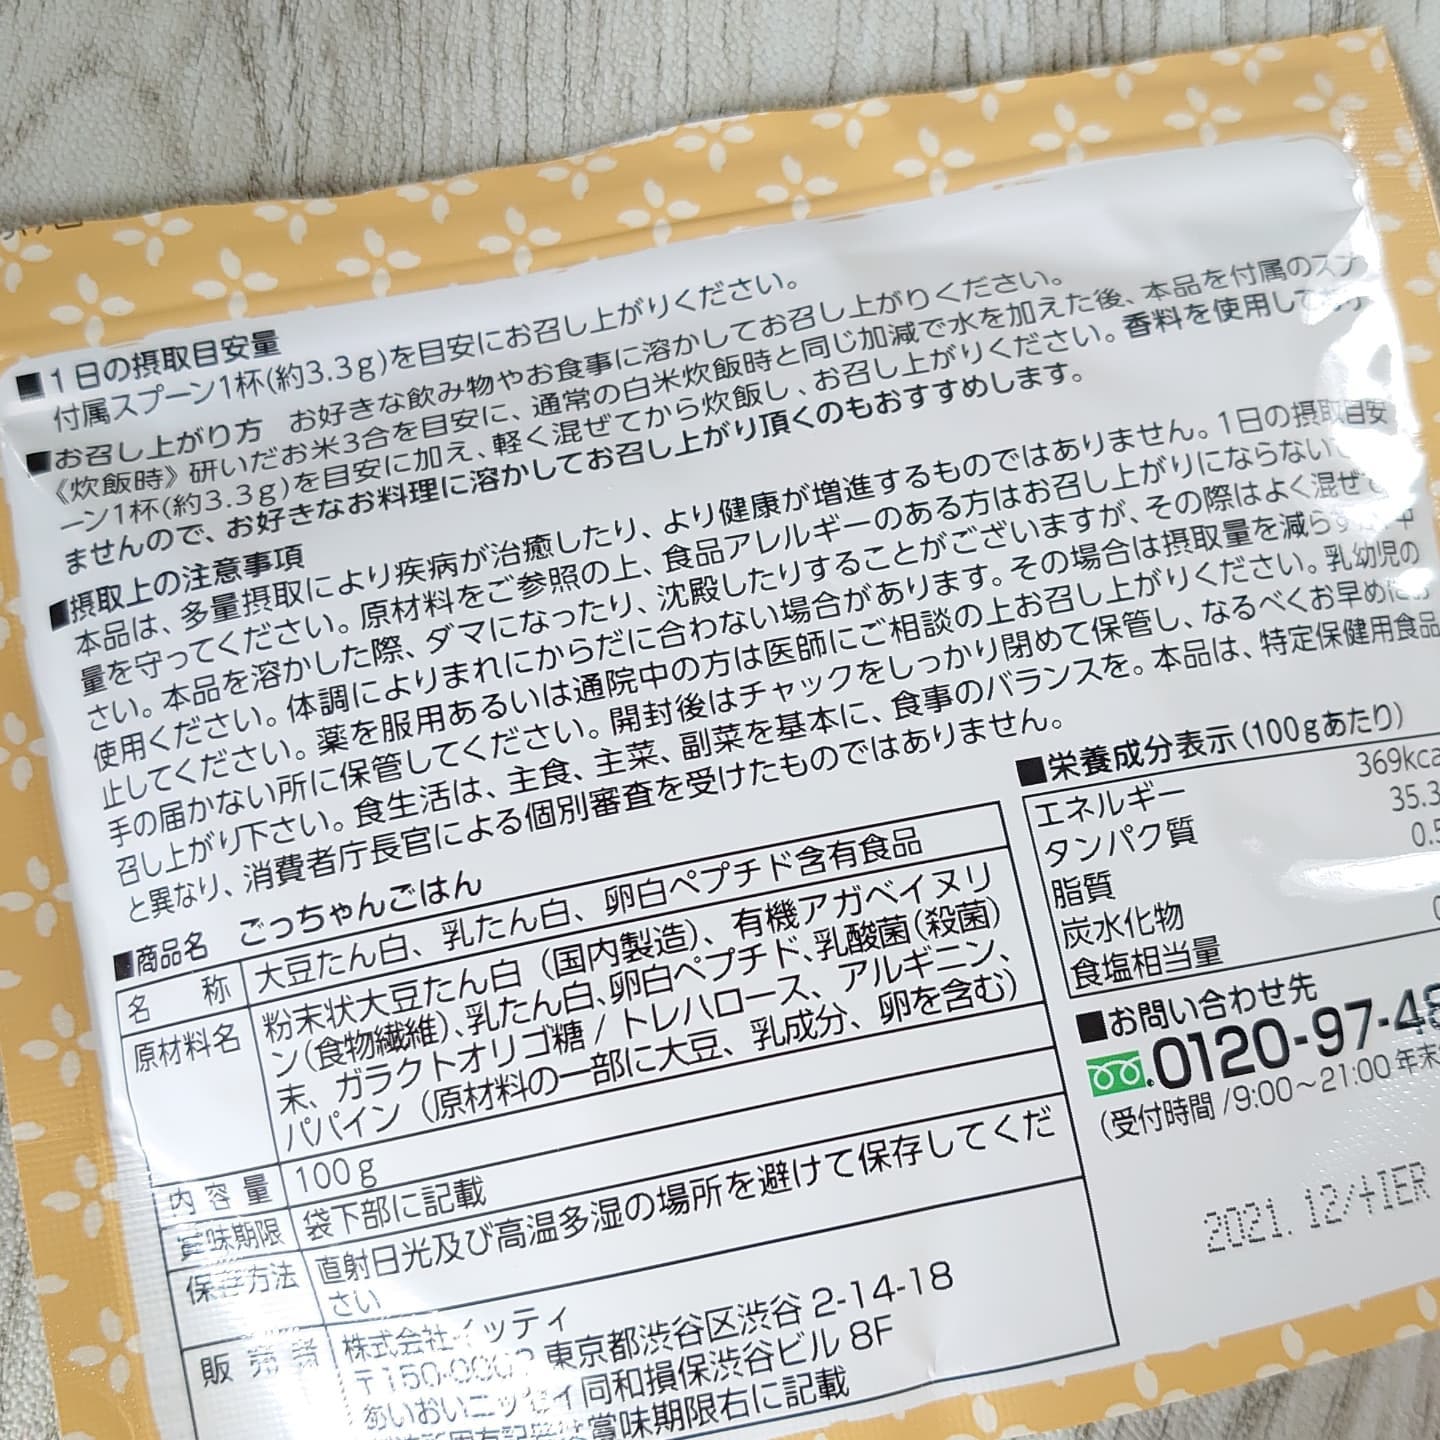 ■1日の摂取目安量
付属スプーン1杯(約3.3g)を目安にお召し上がりください。
■お召し上がり方 お好きな飲み物やお食事に溶かしてお召し上がりください。
《炊飯時》研いだお米3合を目安に、通常の白米炊飯時と同じ加減で水を加えた後、本品を付属のスプ
ーン1杯(約3.3g)を目安に加え、軽く混ぜてから炊飯し、お召し上がりください。香料を使用して
ませんので、お好きなお料理に溶かしてお召し上がり頂くのもおすすめします。
■摂取上の注意事項
本品は、多量摂取により疾病が治癒したり、より健康が増進するものではありません。1日の摂取目安
量を守ってください。原材料をご参照の上、食品アレルギーのある方はお召し上がりにならない
さい。本品を溶かした際、ダマになったり、沈殿したりすることがございますが、その際はよく混ぜて
使用ください。体調によりまれにからだに合わない場合があります。その場合は摂取量を減らす
止してください。薬を服用あるいは通院中の方は医師にご相談の上お召し上がりください。乳幼児の
手の届かない所に保管してください。開封後はチャックをしっかり閉めて保管し、なるべくお早めにお
召し上がり下さい。食生活は、主食、主菜、副菜を基本に、食事のバランスを。本品は、特定保健用食品
と異なり、消費者庁長官による個別審査を受けたものではありません。
■商品名 ごっちゃんごはん
名称 大豆たん白、乳たん白、卵白ペプチド含有食品
原材料名 粉末状大豆たん白(国内製造)、有機アガベイヌリ
ン(食物繊維)、乳たん白、卵白ペプチド、乳酸菌(殺菌)
末、ガラクトオリゴ糖/トレハロース、アルギニン、
パパイン(原材料の一部に大豆、乳成分、卵を含む)
内容量 100g
賞味期限 袋下部に記載
保存方法 直射日光及び高温多湿の場所を避けて保存してくだ
さい
販売者 株式会社イッティ
東京都渋谷区渋谷2-14-18
あいおいニッセイ同和損保渋谷ビル8F
賞味期限右に記載
■栄養成分表示(100gあたり)
エネルギー 369kca
タンパク質 35.3
脂質 0.5
炭水化物
食塩相当量
■お問い合わせ先
0120-97-48
(受付時間/9:00～21:00 年末
2021.12/+IER